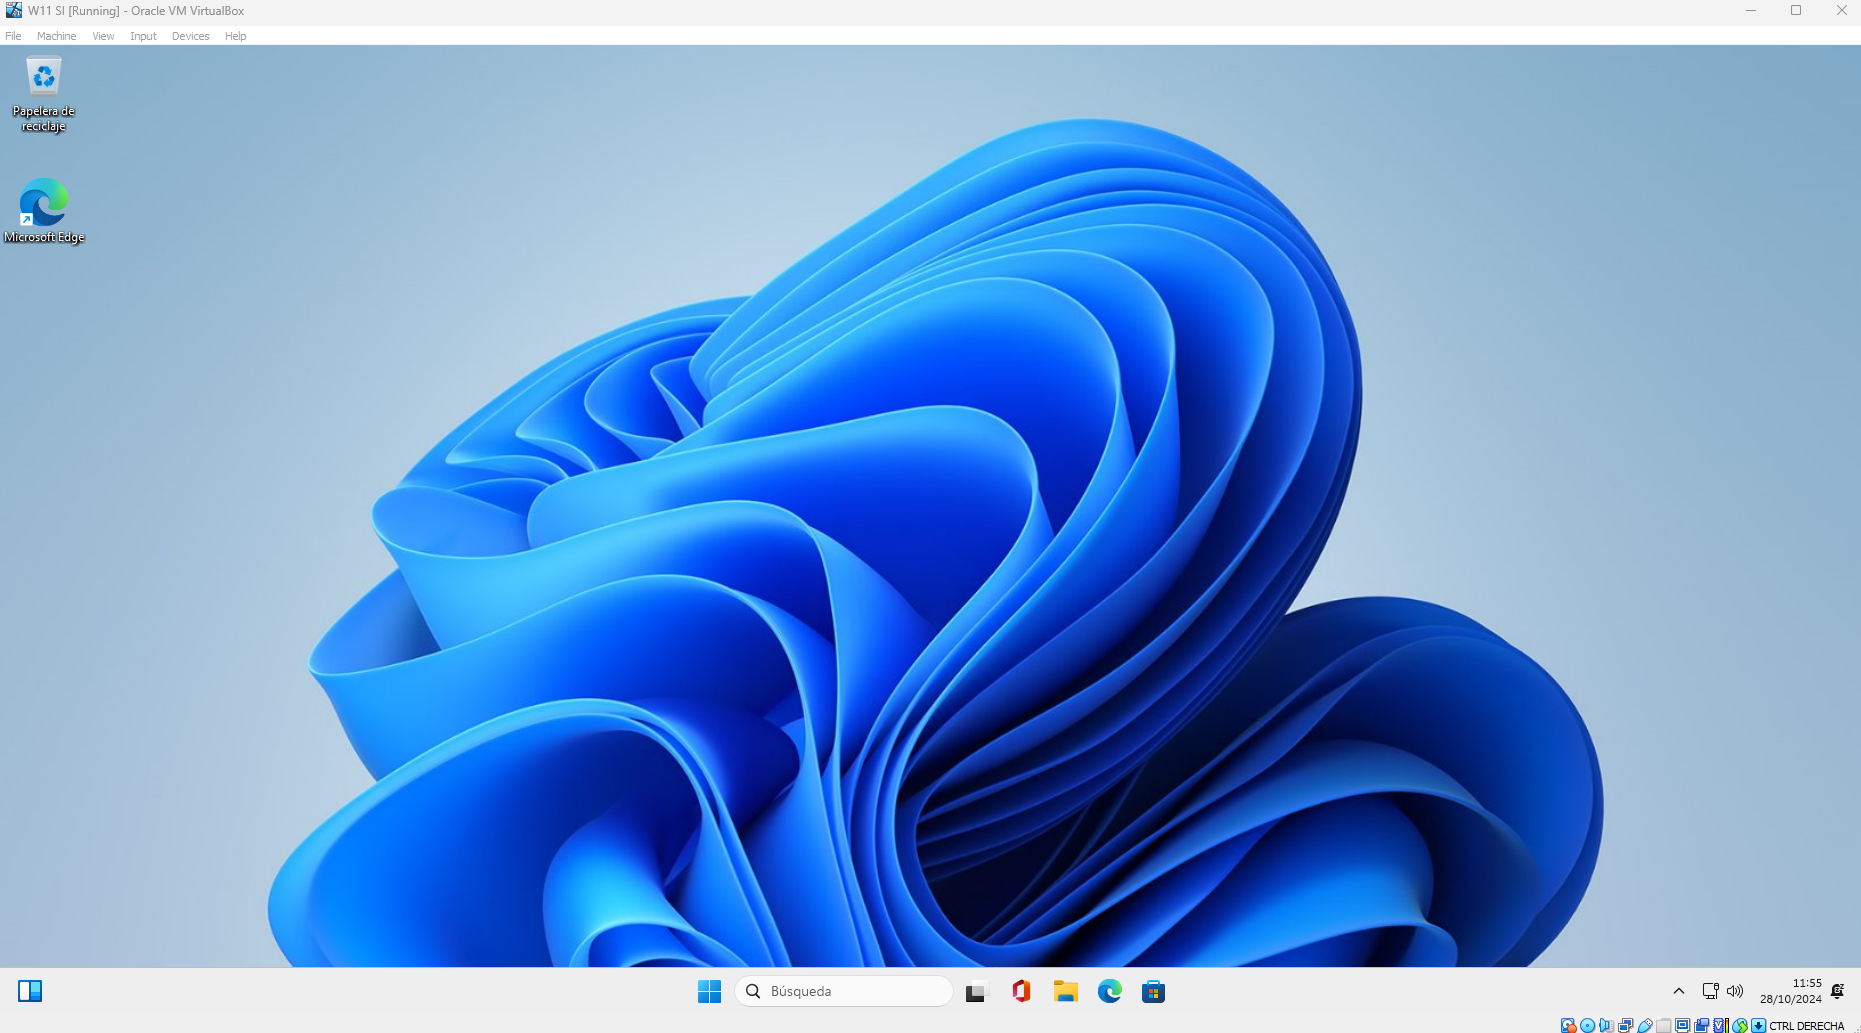 W11 SI [Running] - Oracle VM VirtualBox
File Machine View Input Devices Help
Papelera de
reciclaje
Microsoft Edge
Búsqueda
11:55
28/10/2024
CTRL DERECHA